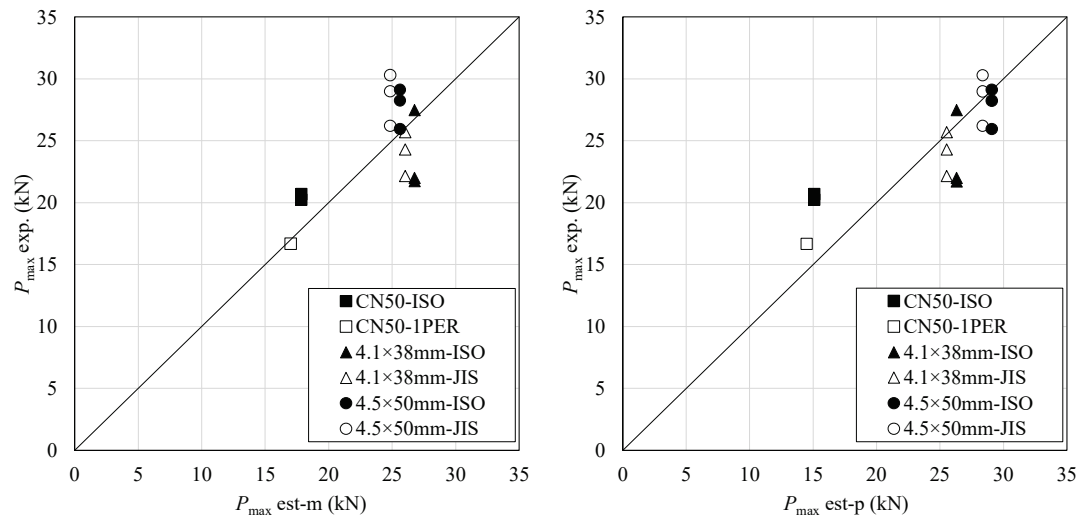 35
30
25
20
15
10
5
0
P_max exp. (kN)
CN50-ISO
CN50-1PER
4.1×38mm-ISO
4.1×38mm-JIS
4.5×50mm-ISO
4.5×50mm-JIS
0 5 10 15 20 25 30 35
P_max est-m (kN)
35
30
25
20
15
10
5
0
P_max exp. (kN)
CN50-ISO
CN50-1PER
4.1×38mm-ISO
4.1×38mm-JIS
4.5×50mm-ISO
4.5×50mm-JIS
0 5 10 15 20 25 30 35
P_max est-p (kN)